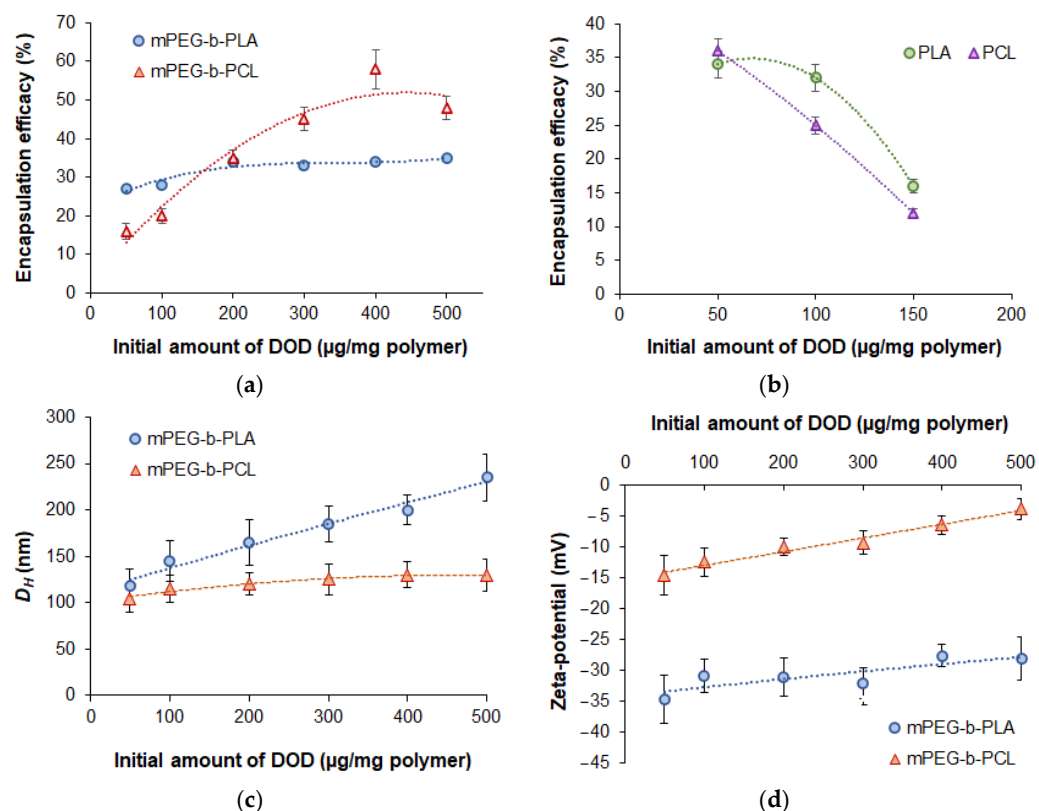 70
60
50
40
30
20
10
0
Encapsulation efficacy (%)
mPEG-b-PLA
mPEG-b-PCL
0 100 200 300 400 500
Initial amount of DOD (µg/mg polymer)
(a)
40
35
30
25
20
15
10
5
0
Encapsulation efficacy (%)
PLA PCL
0 50 100 150 200
Initial amount of DOD (µg/mg polymer)
(b)
300
250
200
150
100
50
0
D_H (nm)
mPEG-b-PLA
mPEG-b-PCL
0 100 200 300 400 500
Initial amount of DOD (µg/mg polymer)
(c)
Initial amount of DOD (µg/mg polymer)
0 100 200 300 400 500
0
−5
−10
−15
−20
−25
−30
−35
−40
−45
Zeta-potential (mV)
mPEG-b-PLA
mPEG-b-PCL
(d)